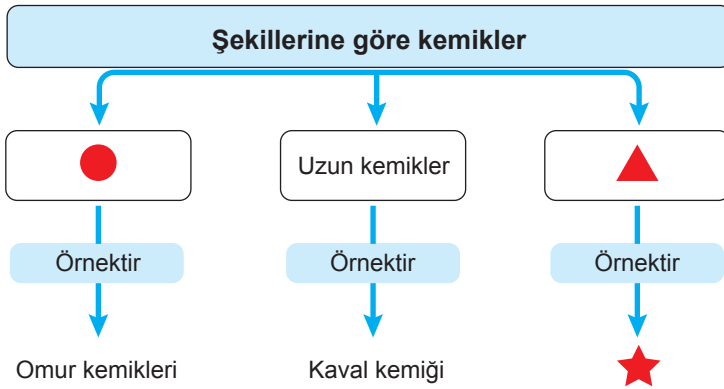 Şekillerine göre kemikler
Uzun kemikler
Örnektir
Örnektir
Örnektir
Omur kemikleri
Kaval kemiği